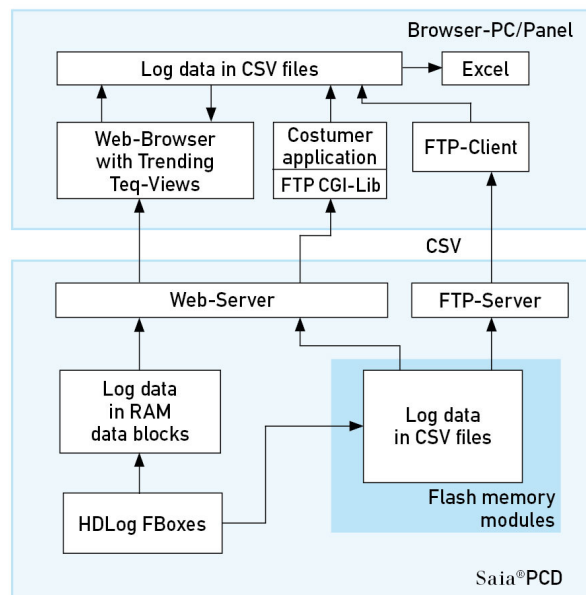 Browser-PC/Panel
Log data in CSV files
Excel
Web-Browser
with Trending
Teq-Views
Costumer
application
FTP CGI-Lib
FTP-Client
CSV
Web-Server
FTP-Server
Log data
in RAM
data blocks
Log data
in CSV files
HDLog FBoxes
Flash memory
modules
Saia®PCD